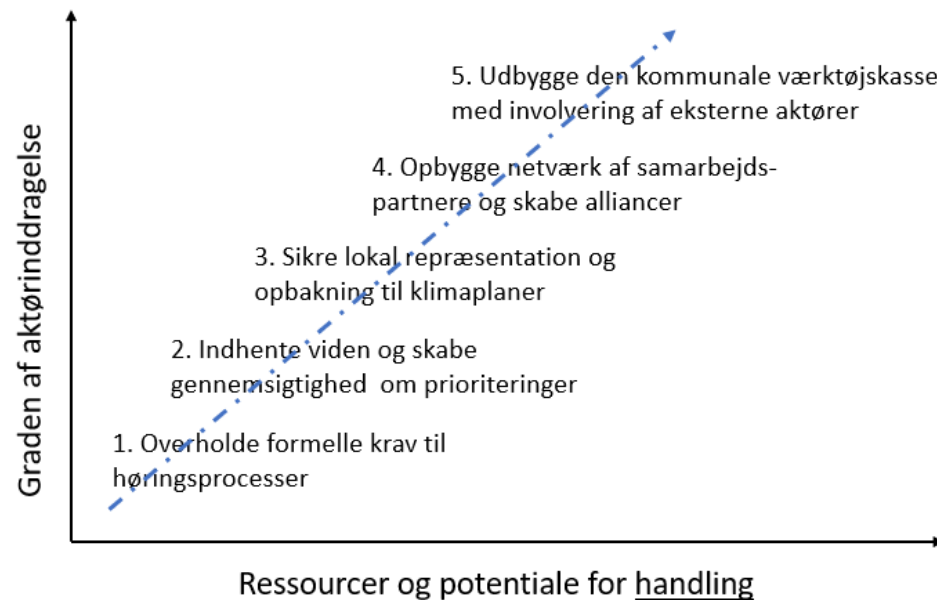 Graden af aktørinddragelse
5. Udbygge den kommunale værktøjskasse
med involvering af eksterne aktører
4. Opbygge netværk af samarbejds-
partnere og skabe alliancer
3. Sikre lokal repræsentation og
opbakning til klimaplaner
2. Indhente viden og skabe
gennemsigtighed  om prioriteringer
1. Overholde formelle krav til
høringsprocesser
Ressourcer og potentiale for handling